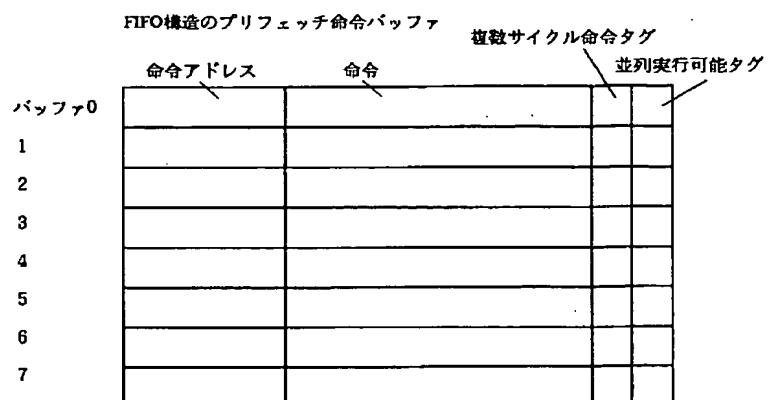 FIFO構造のプリフェッチ命令バッファ
複数サイクル命令タグ
命令アドレス
命令
並列実行可能タグ
バッファ0
1
2
3
4
5
6
7